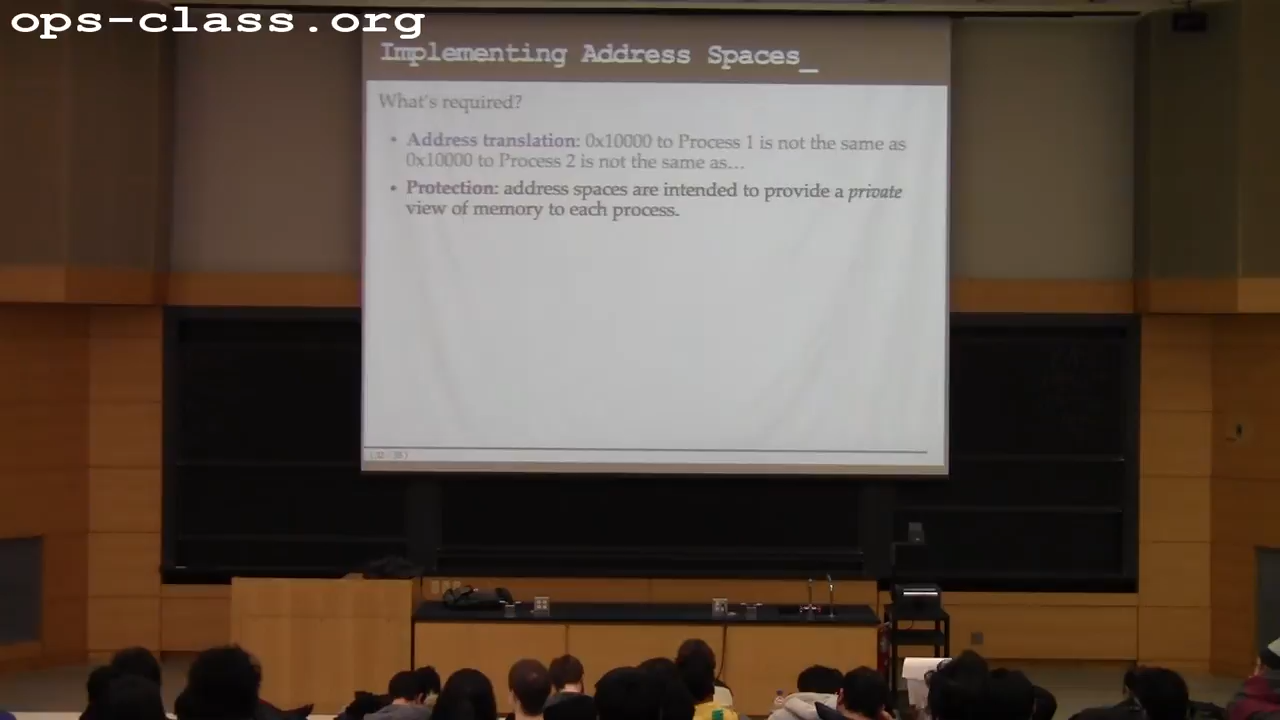 ops-class.org
Implementing Address Spaces_
What's required?
• Address translation: 0x10000 to Process 1 is not the same as
0x10000 to Process 2 is not the same as...
• Protection: address spaces are intended to provide a private
view of memory to each process.